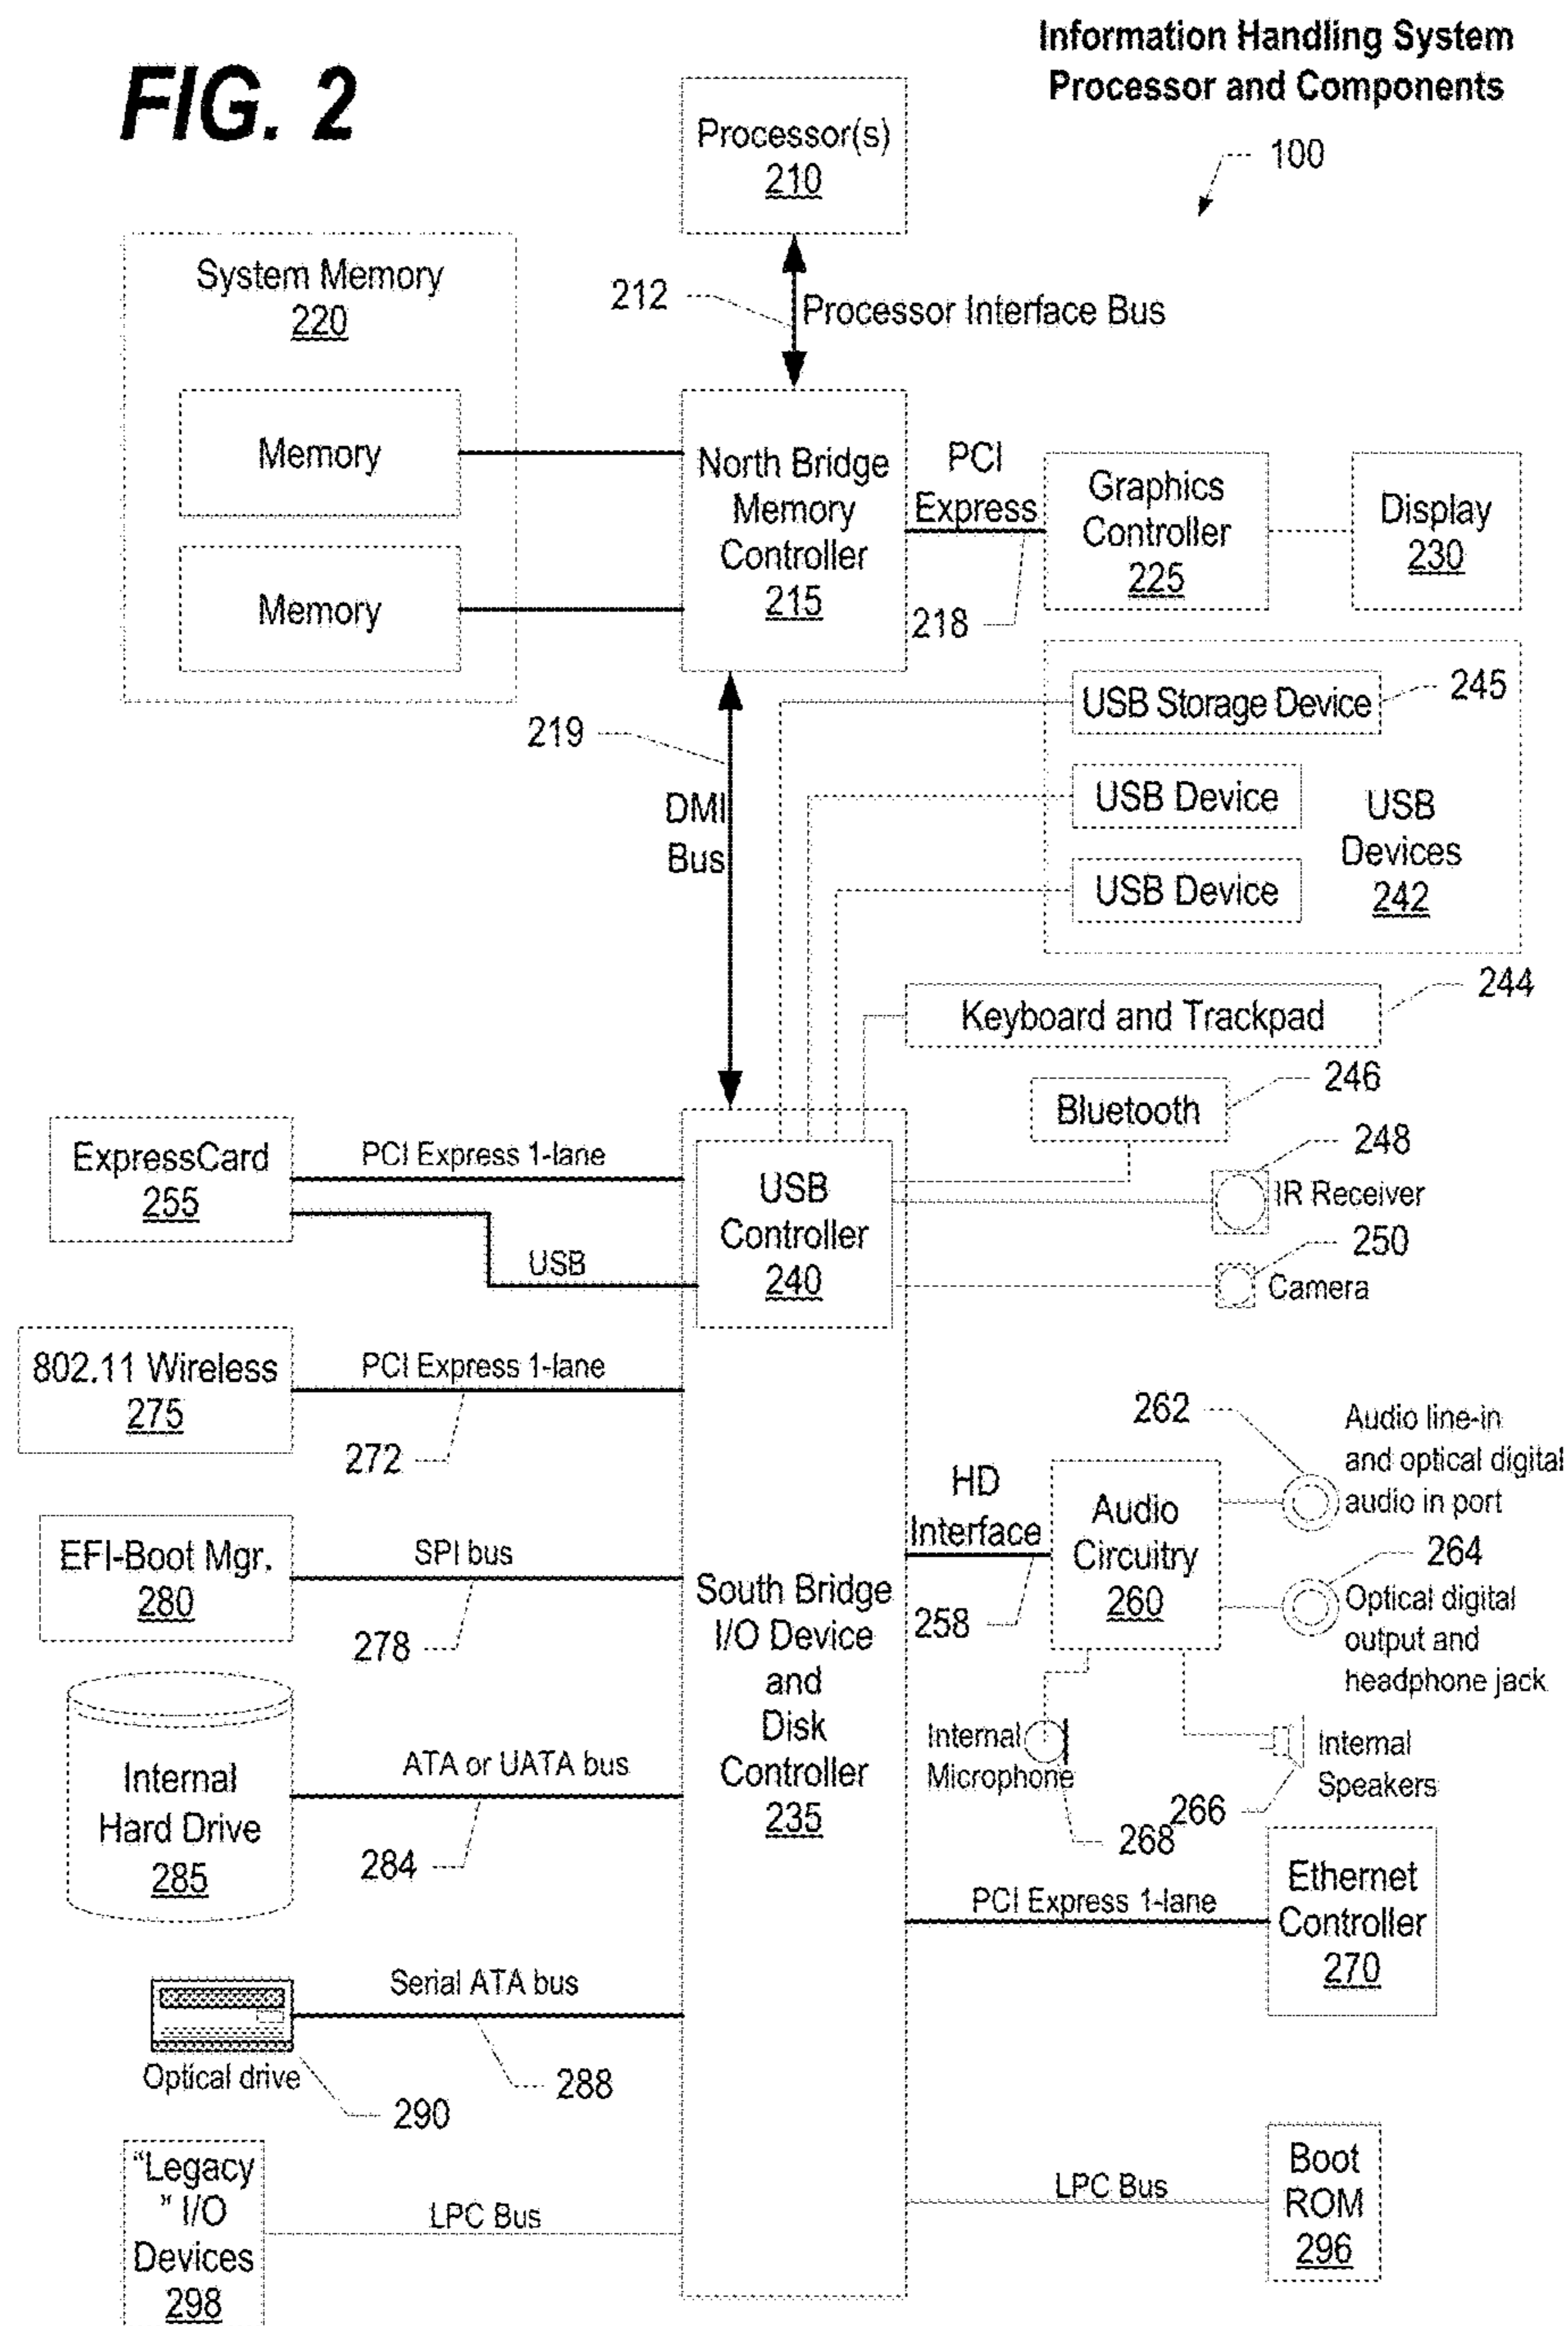 FIG. 2
Information Handling System
Processor and Components
100
Processor(s)
210
212
Processor Interface Bus
System Memory
220
Memory
Memory
North Bridge
Memory
Controller
215
PCI
Express
218
Graphics
Controller
225
Display
230
219
DMI
Bus
USB Storage Device
245
USB Device
USB Device
USB
Devices
242
Keyboard and Trackpad
244
Bluetooth
246
248
IR Receiver
250
Camera
ExpressCard
255
PCI Express 1-lane
USB
USB
Controller
240
802.11 Wireless
275
PCI Express 1-lane
272
EFI-Boot Mgr.
280
SPI bus
278
South Bridge
I/O Device
and
Disk
Controller
235
HD
Interface
258
Audio
Circuitry
260
262
Audio line-in
and optical digital
audio in port
264
Optical digital
output and
headphone jack
Internal
Microphone
268
266
Internal
Speakers
Internal
Hard Drive
285
ATA or UATA bus
284
PCI Express 1-lane
Ethernet
Controller
270
Serial ATA bus
288
Optical drive
290
"Legacy
" I/O
Devices
298
LPC Bus
LPC Bus
Boot
ROM
296